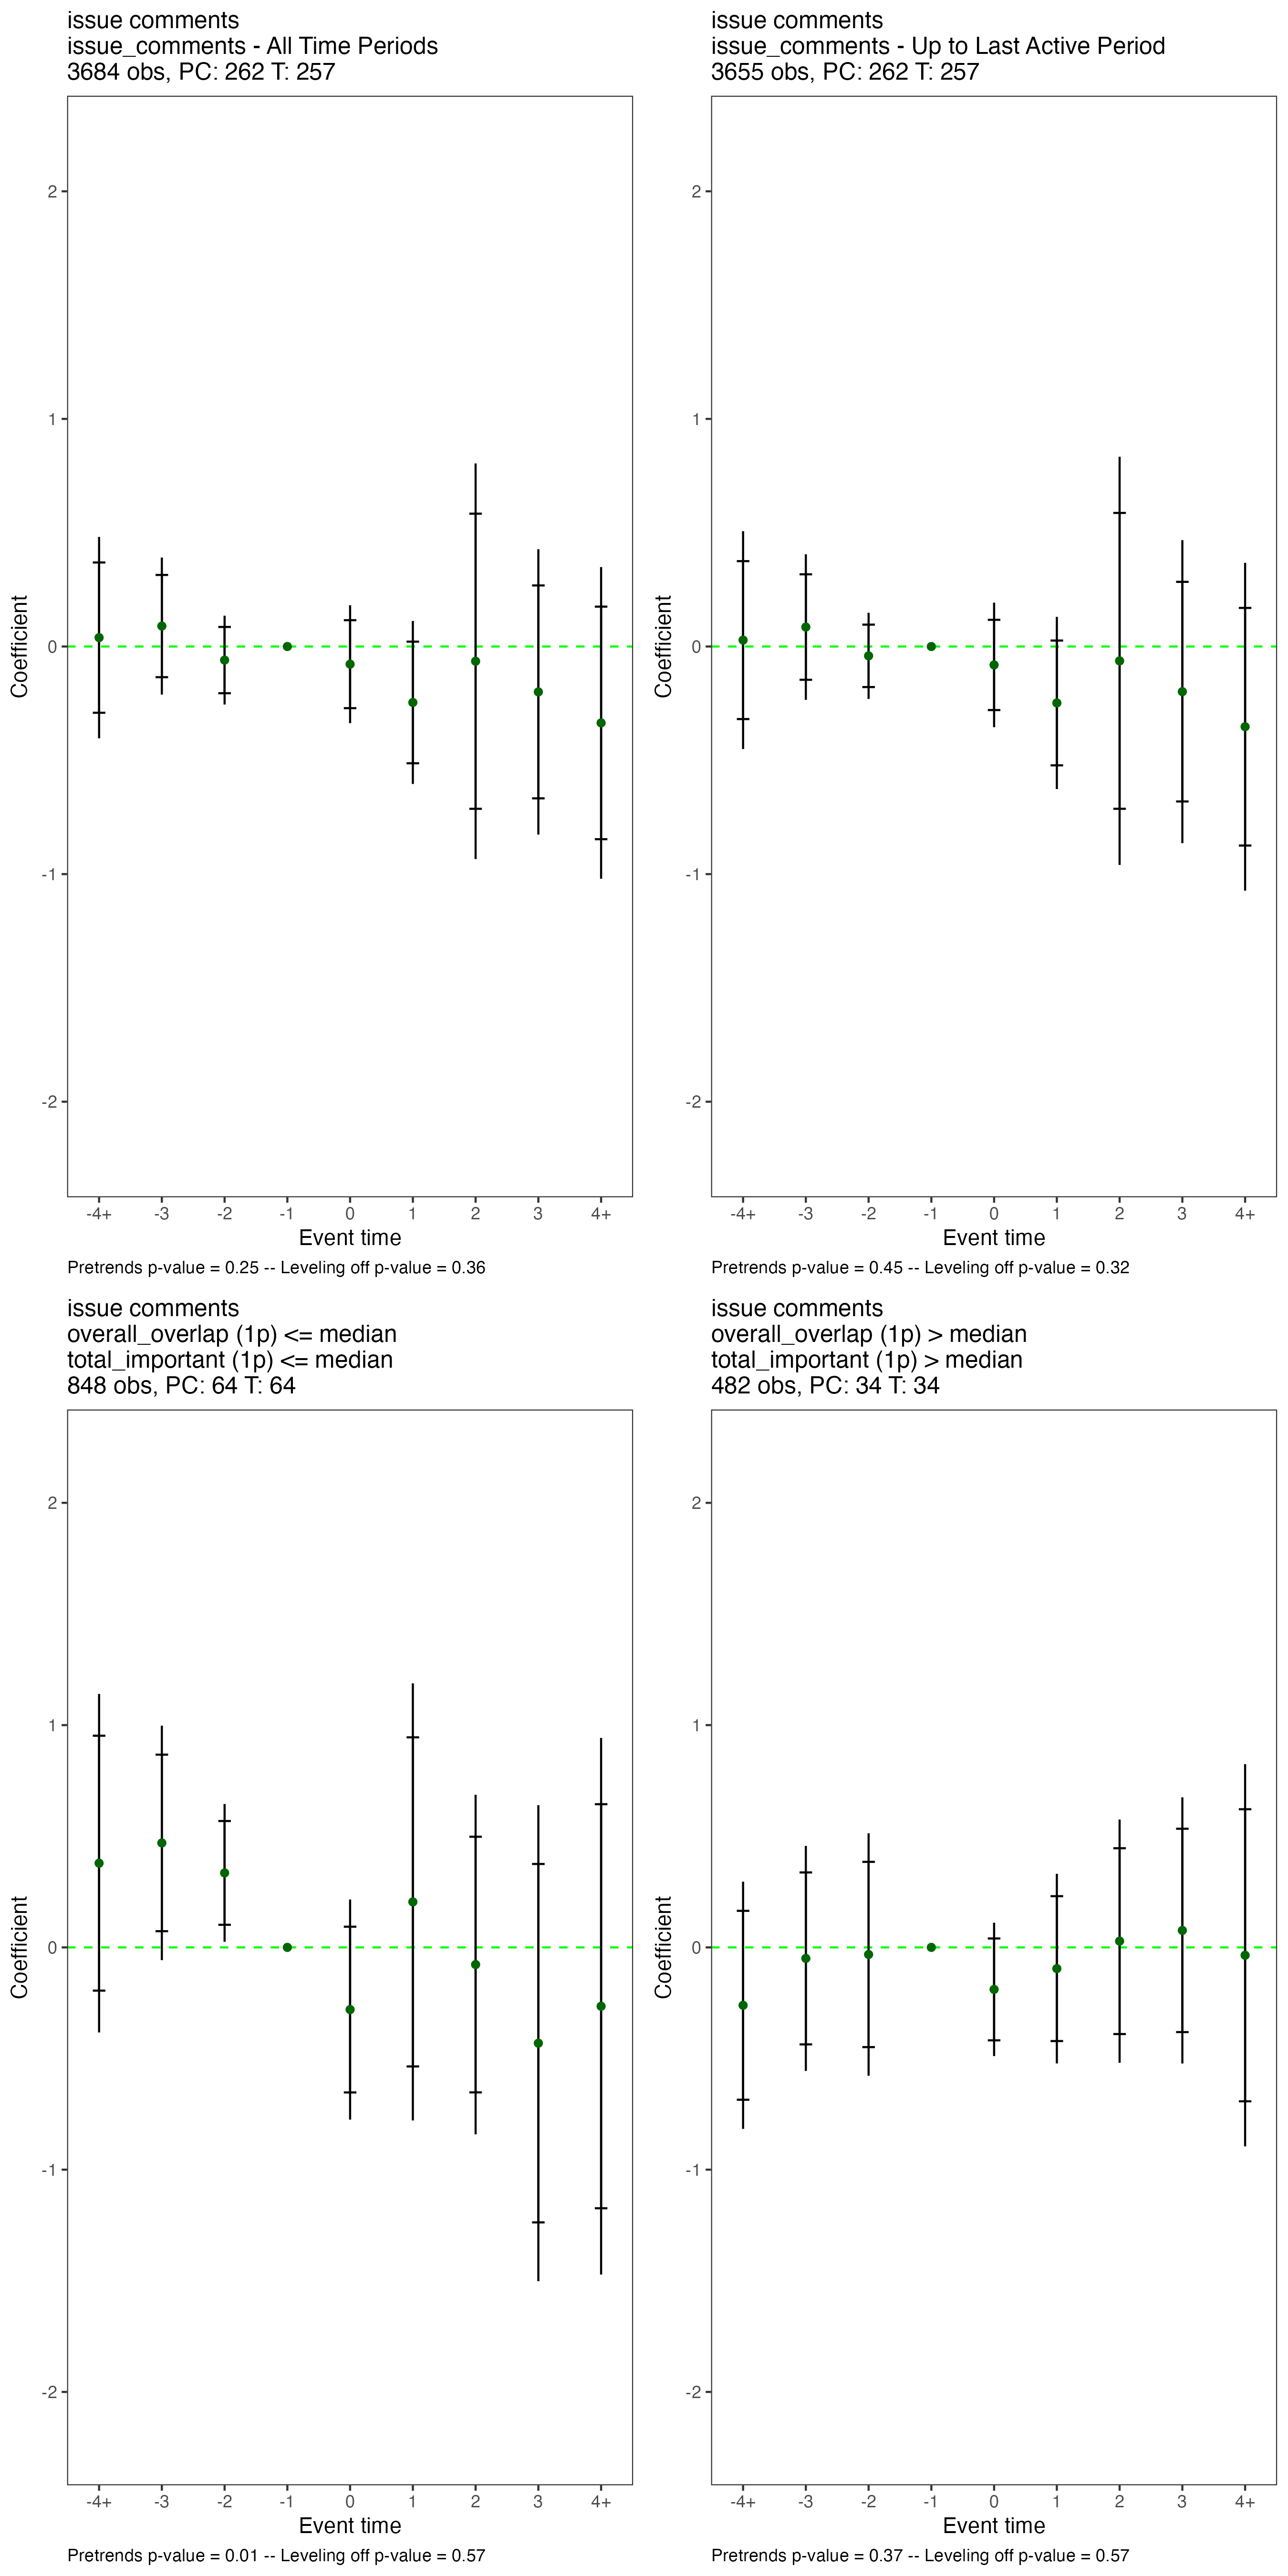 issue comments
issue_comments - All Time Periods
3684 obs, PC: 262 T: 257
2
1
0
-1
-2
Coefficient
-4+ -3 -2 -1 0 1 2 3 4+
Event time
Pretrends p-value = 0.25 -- Leveling off p-value = 0.36
issue comments
issue_comments - Up to Last Active Period
3655 obs, PC: 262 T: 257
2
1
0
-1
-2
Coefficient
-4+ -3 -2 -1 0 1 2 3 4+
Event time
Pretrends p-value = 0.45 -- Leveling off p-value = 0.32
issue comments
overall_overlap (1p) <= median
total_important (1p) <= median
848 obs, PC: 64 T: 64
2
1
0
-1
-2
Coefficient
-4+ -3 -2 -1 0 1 2 3 4+
Event time
Pretrends p-value = 0.01 -- Leveling off p-value = 0.57
issue comments
overall_overlap (1p) > median
total_important (1p) > median
482 obs, PC: 34 T: 34
2
1
0
-1
-2
Coefficient
-4+ -3 -2 -1 0 1 2 3 4+
Event time
Pretrends p-value = 0.37 -- Leveling off p-value = 0.57